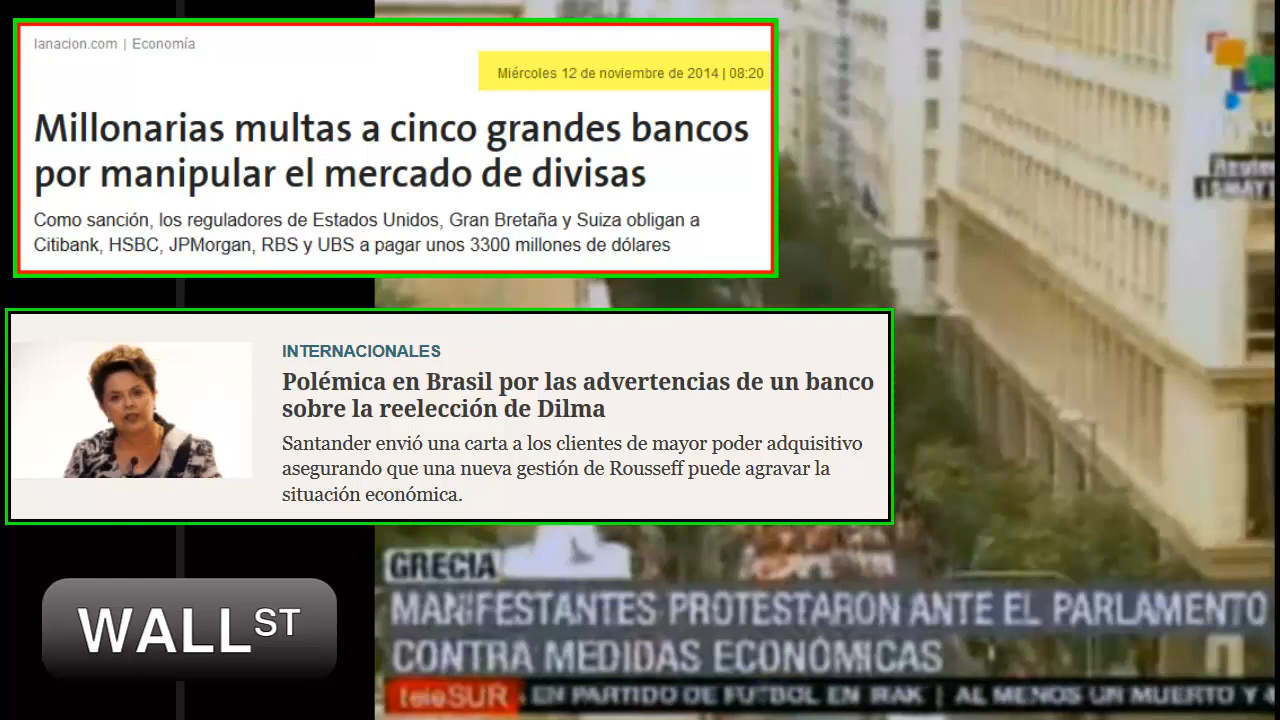 lanacion.com | Economía
Miércoles 12 de noviembre de 2014 | 08:20
Millonarias multas a cinco grandes bancos
por manipular el mercado de divisas
Como sanción, los reguladores de Estados Unidos, Gran Bretaña y Suiza obligan a
Citibank, HSBC, JPMorgan, RBS y UBS a pagar unos 3300 millones de dólares
INTERNACIONALES
Polémica en Brasil por las advertencias de un banco
sobre la reelección de Dilma
Santander envió una carta a los clientes de mayor poder adquisitivo
asegurando que una nueva gestión de Rousseff puede agravar la
situación económica.
WALL ST
GRECIA
MANIFESTANTES PROTESTARON ANTE EL PARLAMENTO
CONTRA MEDIDAS ECONÓMICAS
teleSUR EN PARTIDO DE FUTBOL EN IRAK | AL MENOS UN MUERTO Y 4